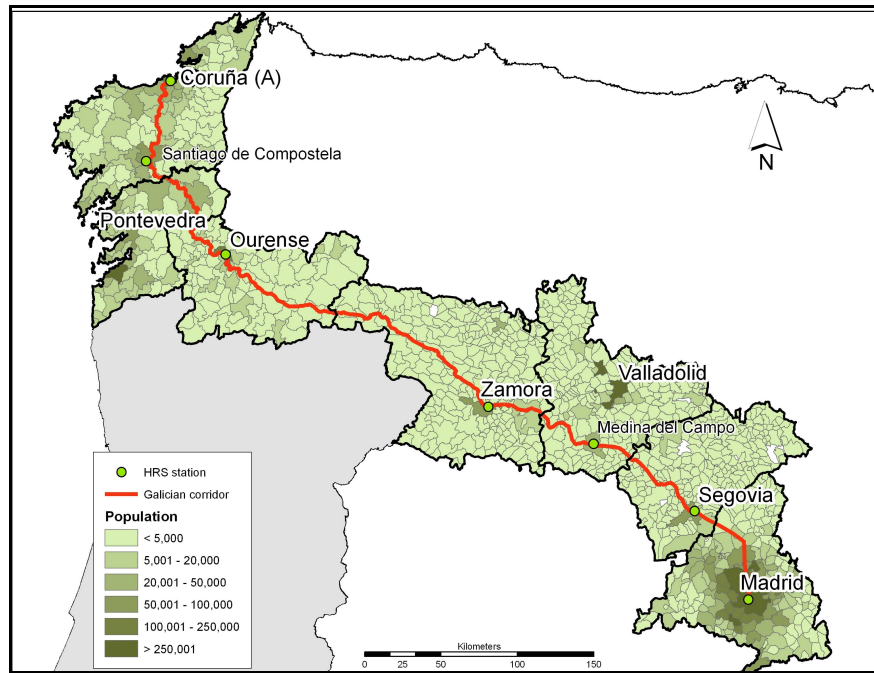 Coruña (A)
Santiago de Compostela
N
Pontevedra
Ourense
Valladolid
Zamora
Medina del Campo
Segovia
Madrid
HRS station
Galician corridor
Population
< 5,000
5,001 - 20,000
20,001 - 50,000
50,001 - 100,000
100,001 - 250,000
> 250,001
Kilometers
0 25 50 100 150